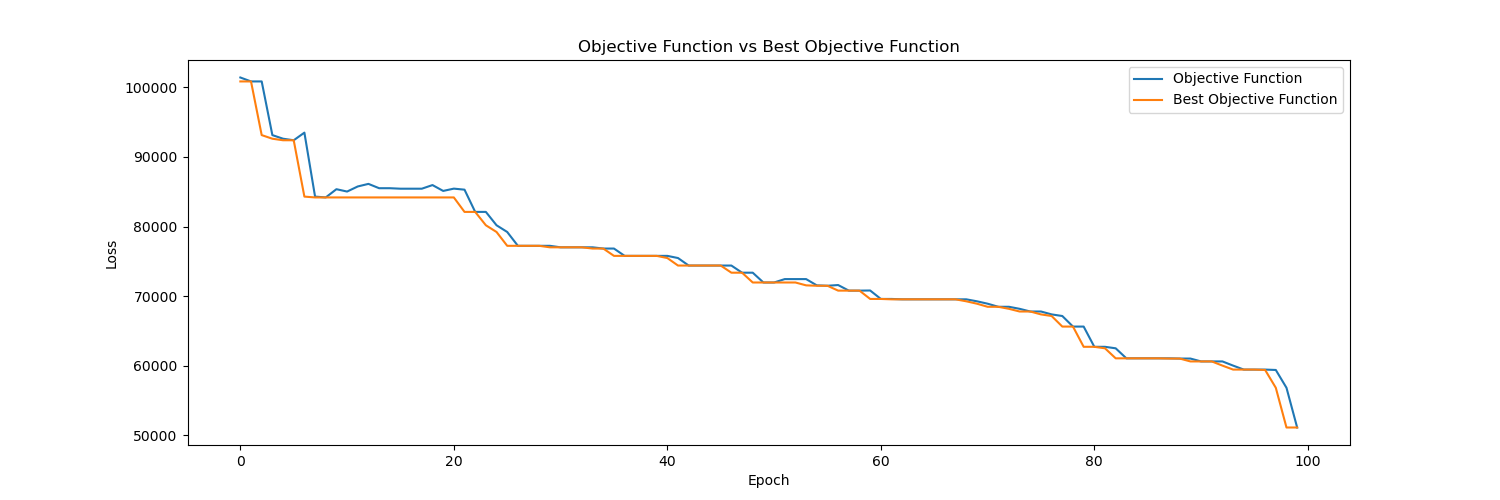 Objective Function vs Best Objective Function
Objective Function
Best Objective Function
100000
90000
80000
70000
60000
50000
Loss
0 20 40 60 80 100
Epoch